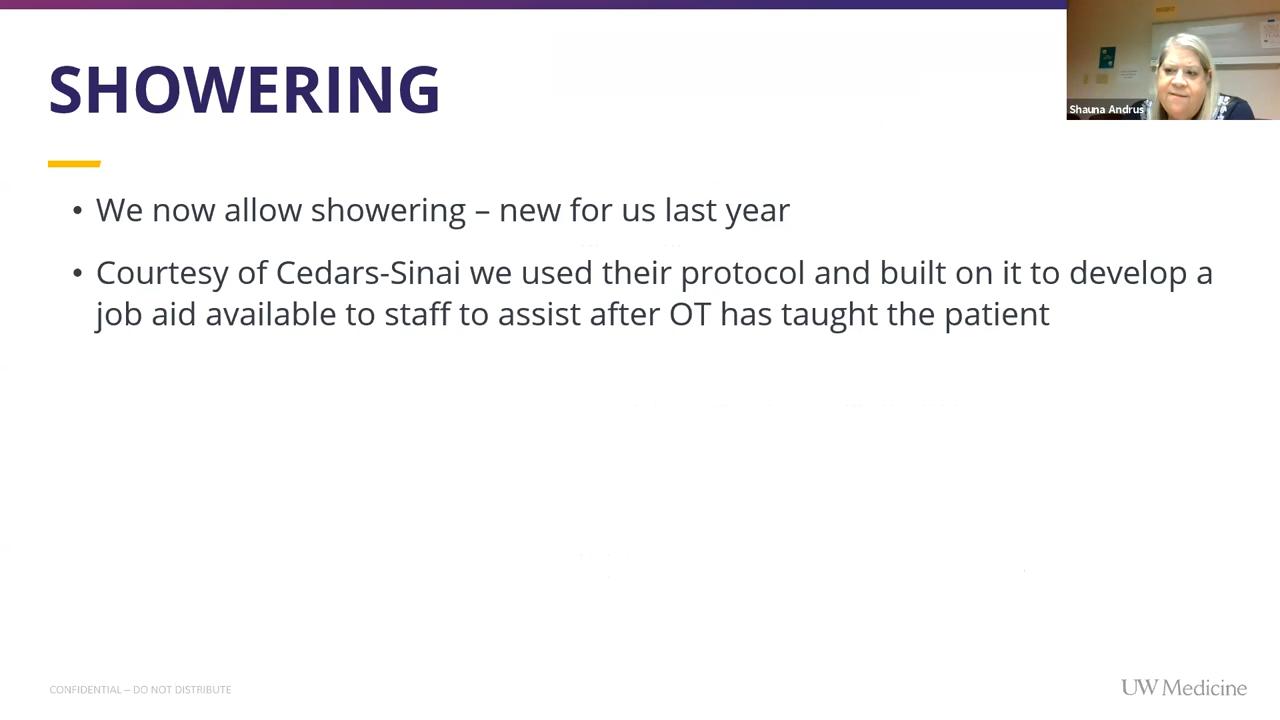 SHOWERING
Shauna Andrus
• We now allow showering – new for us last year
• Courtesy of Cedars-Sinai we used their protocol and built on it to develop a
job aid available to staff to assist after OT has taught the patient
CONFIDENTIAL – DO NOT DISTRIBUTE
UW Medicine